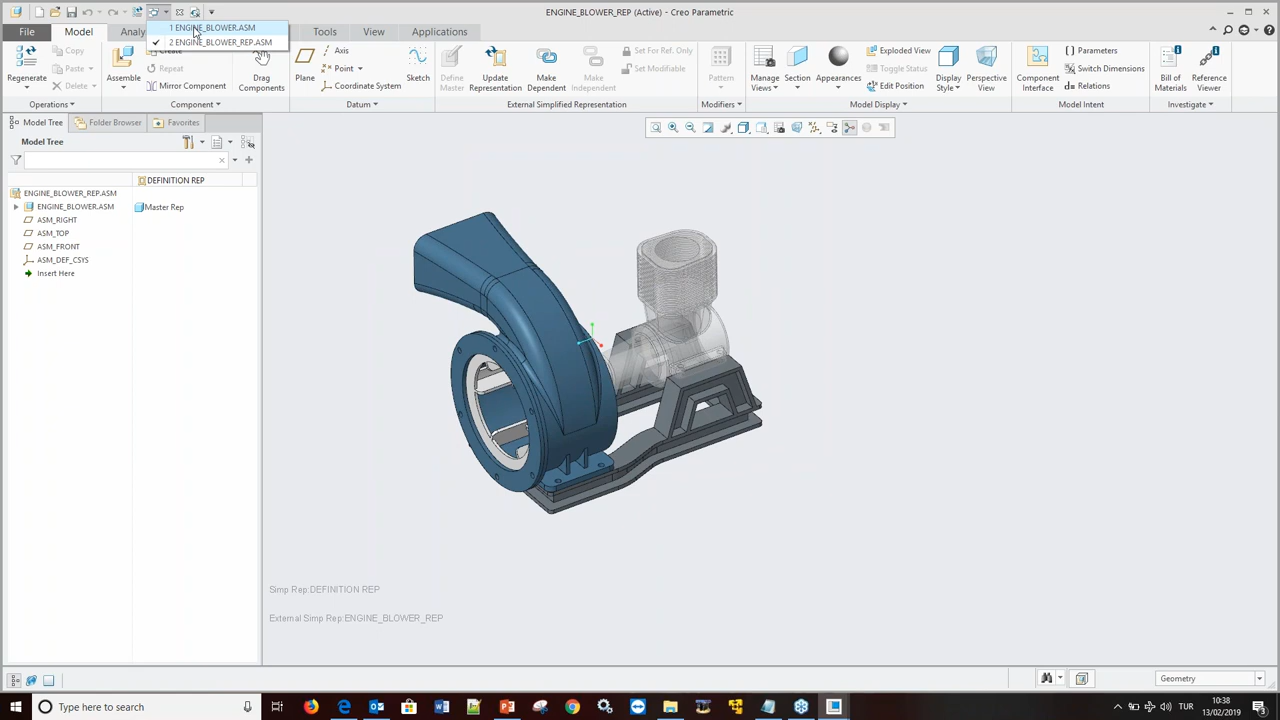 ENGINE_BLOWER_REP (Active) - Creo Parametric
1 ENGINE_BLOWER.ASM
2 ENGINE_BLOWER_REP.ASM
File Model Tools View Applications
Regenerate
Copy
Paste
Delete
Operations
Assemble
Repeat
Mirror Component
Drag Components
Component
Plane
Axis
Point
Coordinate System
Sketch
Datum
Define Master
Update Representation
Make Dependent
Make Independent
Set For Ref. Only
Set Modifiable
External Simplified Representation
Pattern
Modifiers
Manage Views
Section
Appearances
Exploded View
Toggle Status
Edit Position
Display Style
Perspective View
Model Display
Component Interface
Parameters
Switch Dimensions
Relations
Model Intent
Bill of Materials
Reference Viewer
Investigate
Model Tree Folder Browser Favorites
Model Tree
DEFINITION REP
ENGINE_BLOWER_REP.ASM
ENGINE_BLOWER.ASM Master Rep
ASM_RIGHT
ASM_TOP
ASM_FRONT
ASM_DEF_CSYS
Insert Here
Simp Rep:DEFINITION REP
External Simp Rep:ENGINE_BLOWER_REP
Geometry
Type here to search
TUR
10:38
13/02/2019